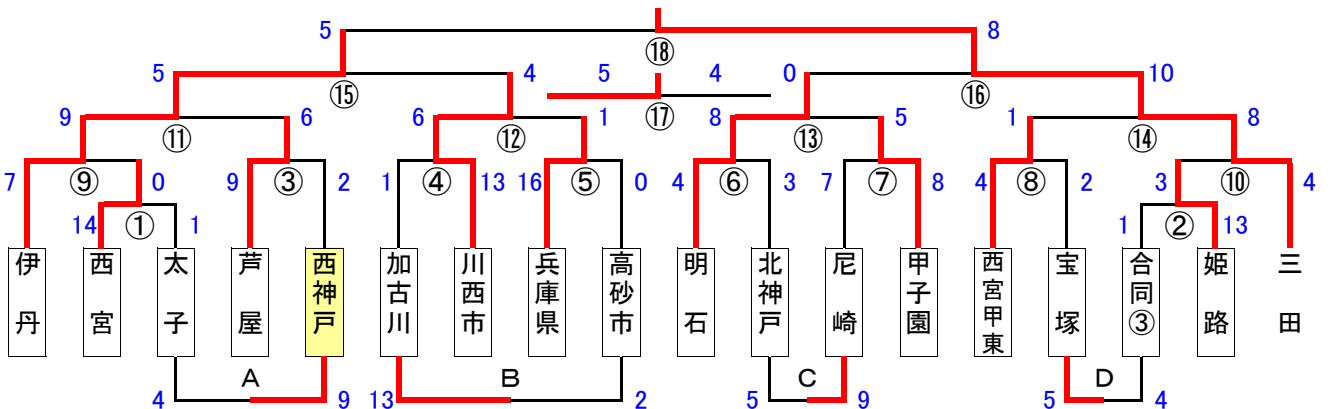 5 8
⑱
5 4 5 4 0 10
⑮ ⑰ ⑯
9 6 6 1 8 5 1 8
⑪ ⑫ ⑬ ⑭
7 ⑨ 0 9 ③ 2 1 ④ 13 16 ⑤ 0 4 ⑥ 3 7 ⑦ 8 4 ⑧ 2 3 ⑩ 4
14 ① 1 1 ② 13
伊丹 西宮 太子 芦屋 西神戸 加古川 川西市 兵庫県 高砂市 明石 北神戸 尼崎 甲子園 西宮甲東 宝塚 合同③ 姫路 三田
A B C D
4 9 13 2 5 9 5 4